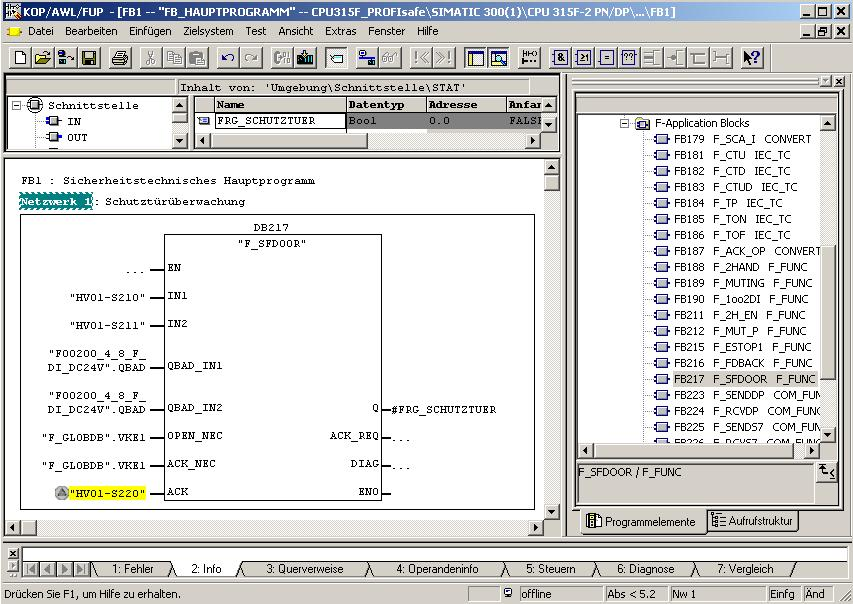 KOP/AWL/FUP - [FB1 -- "FB_HAUPTPROGRAMM" -- CPU315F_PROFIsafe\SIMATIC 300(1)\CPU 315F-2 PN/DP\...\FB1]
Datei Bearbeiten Einfügen Zielsystem Test Ansicht Extras Fenster Hilfe
Inhalt von: 'Umgebung\Schnittstelle\STAT'
Schnittstelle
IN
OUT
Name Datentyp Adresse Anfan
FRG_SCHUTZTUER Bool 0.0 FALSE
FB1 : Sicherheitstechnisches Hauptprogramm
Netzwerk 1: Schutztürüberwachung
DB217
"F_SFDOOR"
... EN
"HV01-S210" IN1
"HV01-S211" IN2
"F00200_4_8_F_
DI_DC24V".QBAD QBAD_IN1
"F00200_4_8_F_
DI_DC24V".QBAD QBAD_IN2 Q #FRG_SCHUTZTUER
"F_GLOBDB".VKE1 OPEN_NEC ACK_REQ ...
"F_GLOBDB".VKE1 ACK_NEC DIAG ...
"HV01-S220" ACK ENO
F-Application Blocks
FB179 F_SCA_I CONVERT
FB181 F_CTU IEC_TC
FB182 F_CTD IEC_TC
FB183 F_CTUD IEC_TC
FB184 F_TP IEC_TC
FB185 F_TON IEC_TC
FB186 F_TOF IEC_TC
FB187 F_ACK_OP CONVERT
FB188 F_2HAND F_FUNC
FB189 F_MUTING F_FUNC
FB190 F_1oo2DI F_FUNC
FB211 F_2H_EN F_FUNC
FB212 F_MUT_P F_FUNC
FB215 F_ESTOP1 F_FUNC
FB216 F_FDBACK F_FUNC
FB217 F_SFDOOR F_FUNC
FB223 F_SENDDP COM_FUN
FB224 F_RCVDP COM_FUN
FB225 F_SENDS7 COM_FUN
FB226 F_RCVS7 COM_FUN
F_SFDOOR / F_FUNC
Programmelemente Aufrufstruktur
1: Fehler 2: Info 3: Querverweise 4: Operandeninfo 5: Steuern 6: Diagnose 7: Vergleich
Drücken Sie F1, um Hilfe zu erhalten. offline Abs < 5.2 Nw 1 Einfg Änd